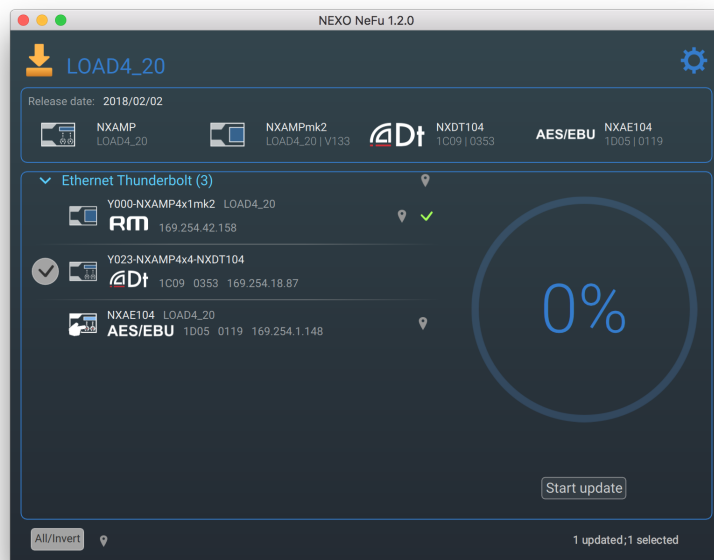 NEXO NeFu 1.2.0
LOAD4_20
Release date: 2018/02/02
NXAMP
LOAD4_20
NXAMPmk2
LOAD4_20 | V133
Dt
NXDT104
1C09 | 0353
AES/EBU
NXAE104
1D05 | 0119
Ethernet Thunderbolt (3)
Y000-NXAMP4x1mk2 LOAD4_20
RM 169.254.42.158
Y023-NXAMP4x4-NXDT104
Dt 1C09 0353 169.254.18.87
NXAE104 LOAD4_20
AES/EBU 1D05 0119 169.254.1.148
0%
Start update
All/Invert
1 updated;1 selected